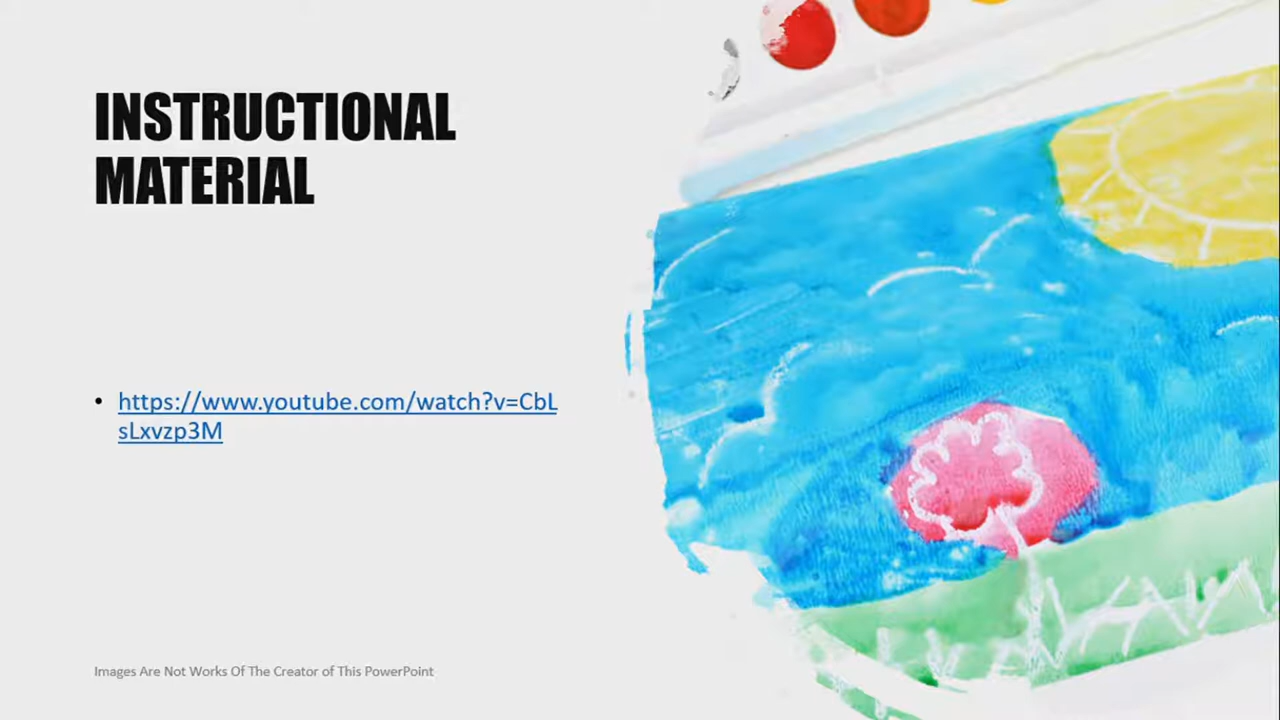 INSTRUCTIONAL
MATERIAL
• https://www.youtube.com/watch?v=CbL
sLxvzp3M
Images Are Not Works Of The Creator of This PowerPoint